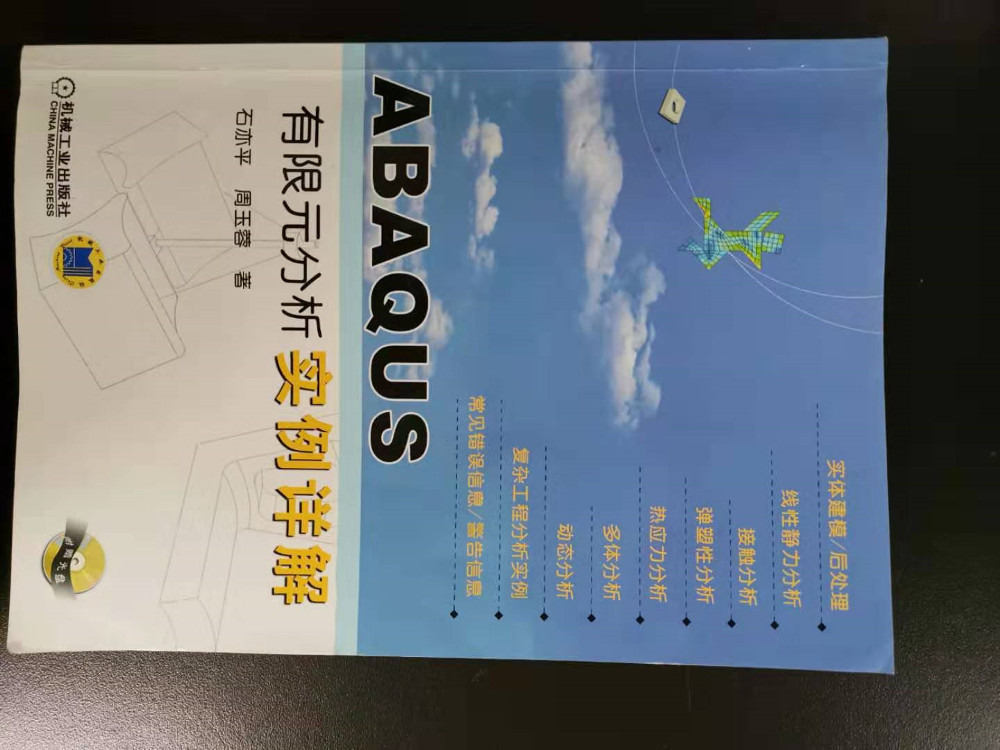 实体建模/后处理
线性静力分析
接触分析
弹塑性分析
热应力分析
多体分析
动态分析
复杂工程分析实例
常见错误信息/警告信息
ABAQUS
有限元分析 实例详解
石亦平 周玉蓉 著
机械工业出版社
CHINA MACHINE PRESS
附赠光盘